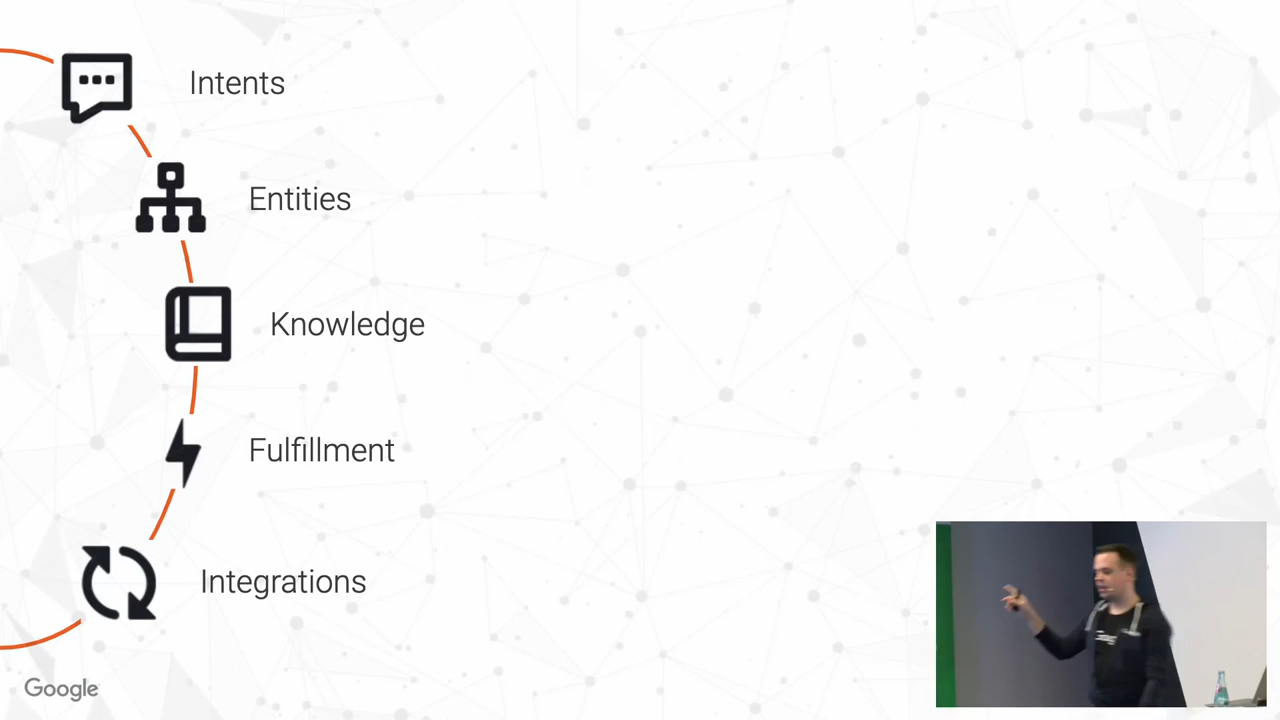 Intents
Entities
Knowledge
Fulfillment
Integrations
Google